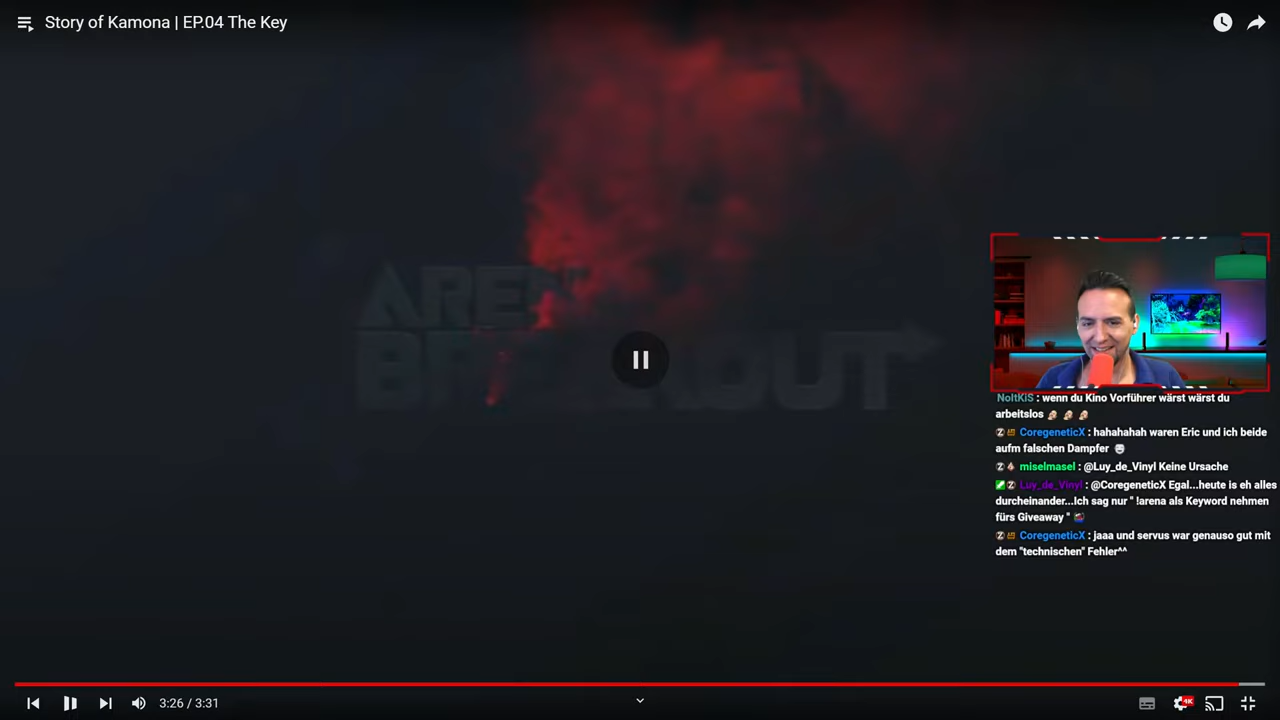 Story of Kamona | EP.04 The Key
ARENA
BREAKOUT
NoltKiS : wenn du Kino Vorführer wärst wärst du
arbeitslos
CoregeneticX : hahahahah waren Eric und ich beide
aufm falschen Dampfer
miselmasel : @Luy_de_Vinyl Keine Ursache
Luy_de_Vinyl : @CoregeneticX Egal...heute is eh alles
durcheinander...Ich sag nur " !arena als Keyword nehmen
fürs Giveaway "
CoregeneticX : jaaa und servus war genauso gut mit
dem "technischen" Fehler^^
3:26 / 3:31
4K